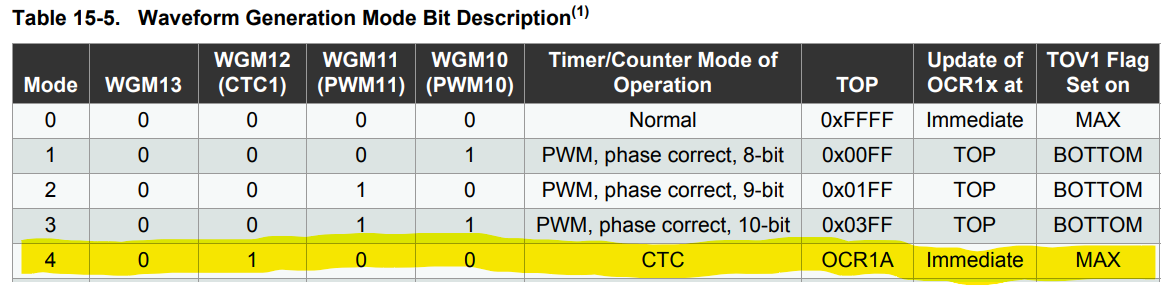 Table 15-5. Waveform Generation Mode Bit Description(1)
Mode WGM13 WGM12 (CTC1) WGM11 (PWM11) WGM10 (PWM10) Timer/Counter Mode of Operation TOP Update of OCR1x at TOV1 Flag Set on
0 0 0 0 0 Normal 0xFFFF Immediate MAX
1 0 0 0 1 PWM, phase correct, 8-bit 0x00FF TOP BOTTOM
2 0 0 1 0 PWM, phase correct, 9-bit 0x01FF TOP BOTTOM
3 0 0 1 1 PWM, phase correct, 10-bit 0x03FF TOP BOTTOM
4 0 1 0 0 CTC OCR1A Immediate MAX